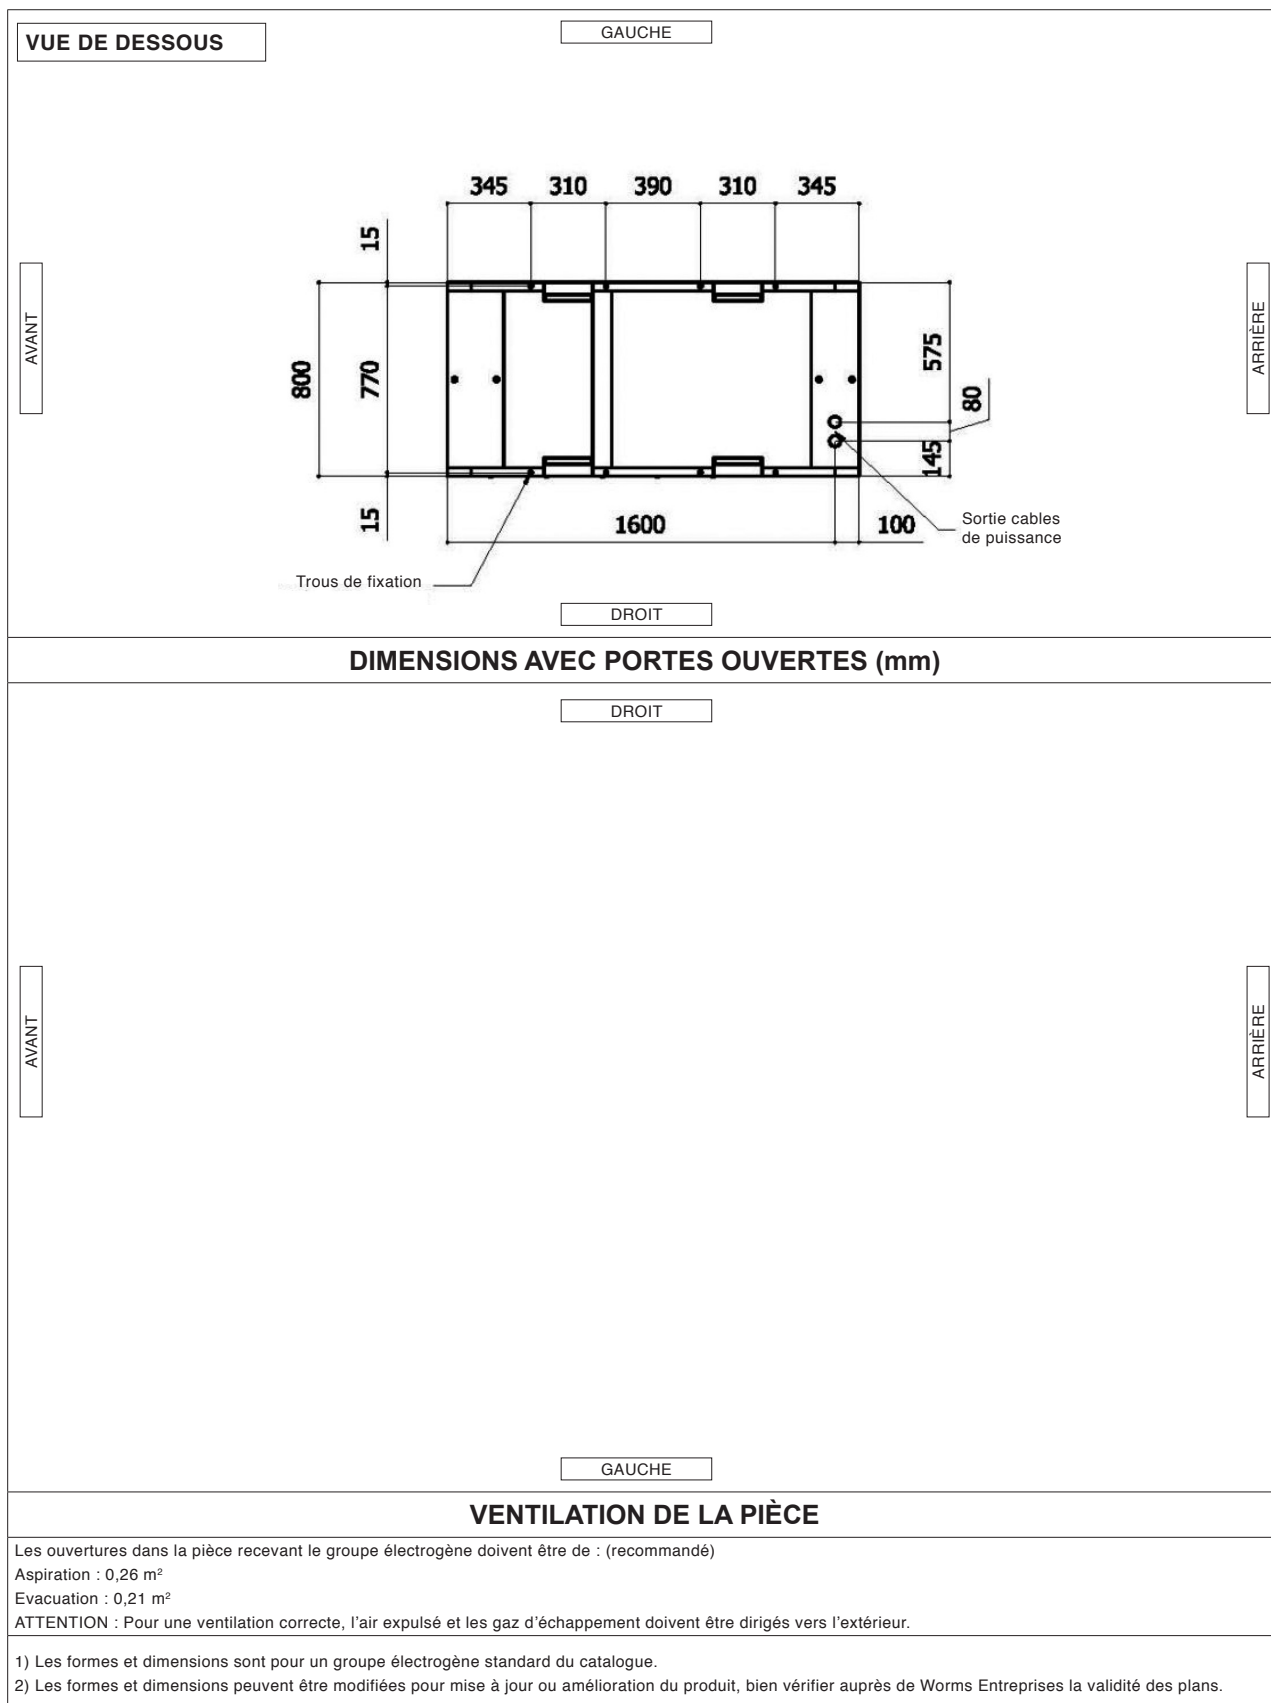 VUE DE DESSOUS
GAUCHE
345 310 390 310 345
15
AVANT
ARRIÈRE
800
770
575
80
145
15
1600
100
Sortie cables
de puissance
Trous de fixation
DROIT
DIMENSIONS AVEC PORTES OUVERTES (mm)
DROIT
AVANT
ARRIÈRE
GAUCHE
VENTILATION DE LA PIÈCE
Les ouvertures dans la pièce recevant le groupe électrogène doivent être de : (recommandé)
Aspiration : 0,26 m²
Evacuation : 0,21 m²
ATTENTION : Pour une ventilation correcte, l'air expulsé et les gaz d'échappement doivent être dirigés vers l'extérieur.
1) Les formes et dimensions sont pour un groupe électrogène standard du catalogue.
2) Les formes et dimensions peuvent être modifiées pour mise à jour ou amélioration du produit, bien vérifier auprès de Worms Entreprises la validité des plans.